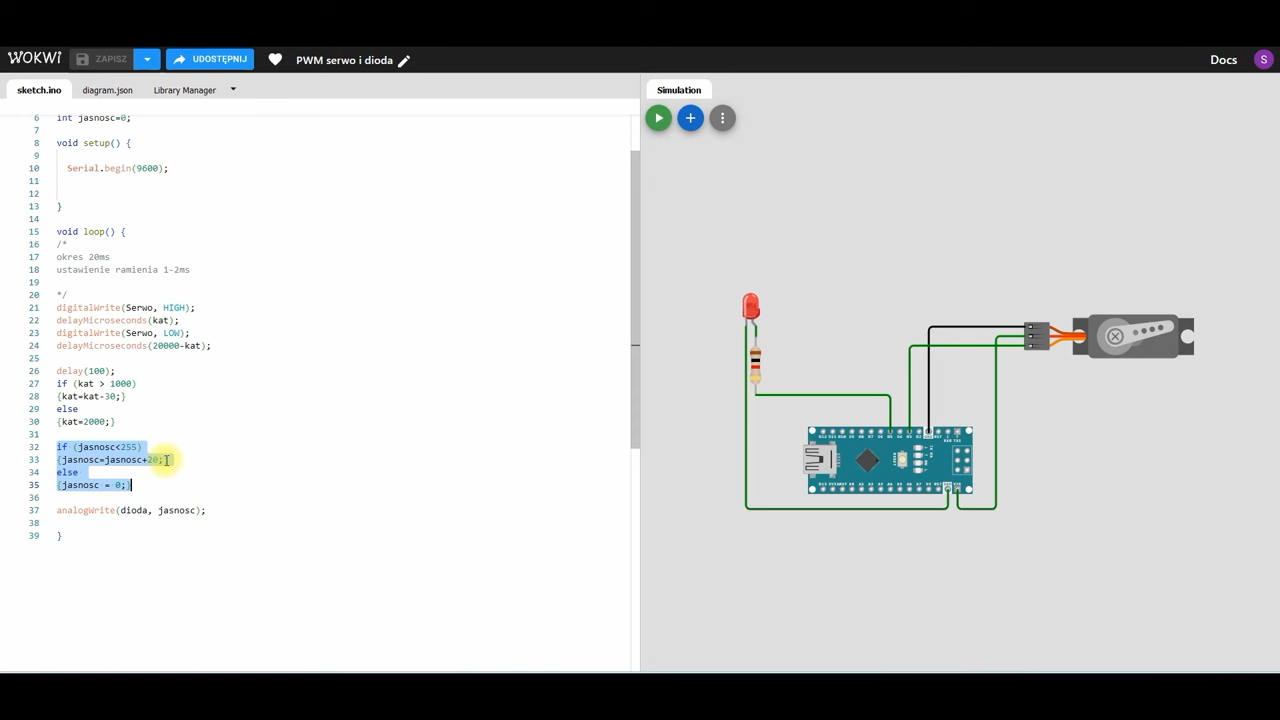 WOKWI
ZAPISZ
UDOSTĘPNIJ
PWM serwo i dioda
Docs
S
sketch.ino
diagram.json
Library Manager
Simulation
6 int jasnosc=0;
7
8 void setup() {
9
10 Serial.begin(9600);
11
12
13 }
14
15 void loop() {
16 /*
17 okres 20ms
18 ustawienie ramienia 1-2ms
19
20 */
21 digitalWrite(Serwo, HIGH);
22 delayMicroseconds(kat);
23 digitalWrite(Serwo, LOW);
24 delayMicroseconds(20000-kat);
25
26 delay(100);
27 if (kat > 1000)
28 {kat=kat-30;}
29 else
30 {kat=2000;}
31
32 if (jasnosc<255)
33 {jasnosc=jasnosc+20;
34 else
35 {jasnosc = 0;}
36
37 analogWrite(dioda, jasnosc);
38
39 }